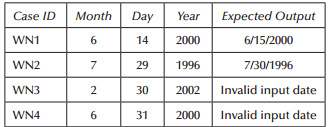 Case ID Month Day Year Expected Output
WN1 6 14 2000 6/15/2000
WN2 7 29 1996 7/30/1996
WN3 2 30 2002 Invalid input date
WN4 6 31 2000 Invalid input date